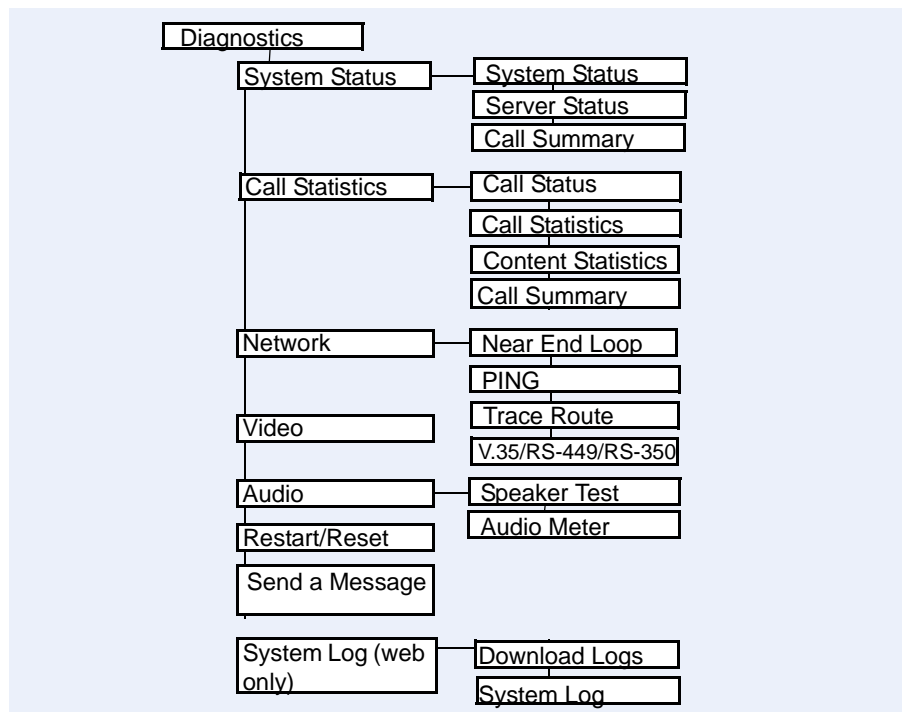 Diagnostics
System Status
System Status
Server Status
Call Summary
Call Statistics
Call Status
Call Statistics
Content Statistics
Call Summary
Network
Near End Loop
PING
Trace Route
V.35/RS-449/RS-350
Video
Audio
Speaker Test
Audio Meter
Restart/Reset
Send a Message
System Log (web
only)
Download Logs
System Log